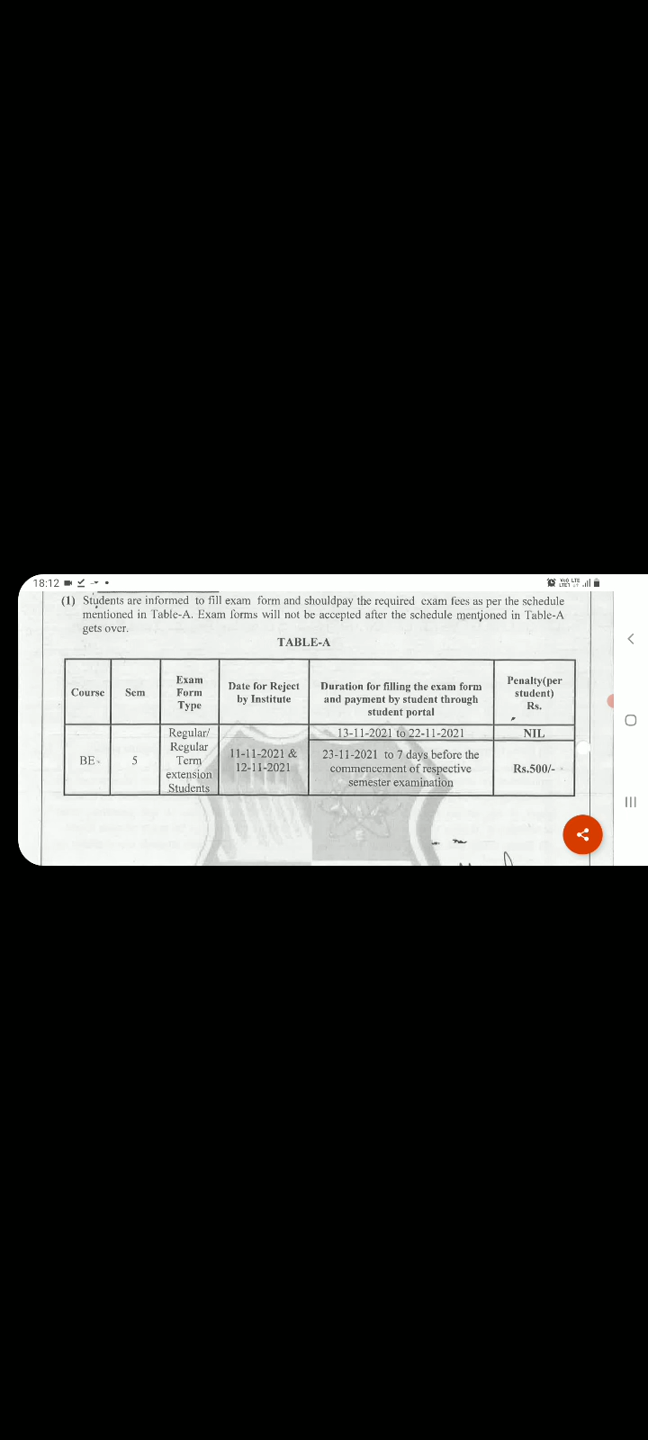 18:12
(1) Students are informed to fill exam form and shouldpay the required exam fees as per the schedule
mentioned in Table-A. Exam forms will not be accepted after the schedule mentioned in Table-A
gets over.
TABLE-A
Course
Sem
Exam
Form
Type
Date for Reject
by Institute
Duration for filling the exam form
and payment by student through
student portal
Penalty(per
student)
Rs.
BE
5
Regular/
Regular
Term
extension
Students
11-11-2021 &
12-11-2021
13-11-2021 to 22-11-2021
NIL
23-11-2021 to 7 days before the
commencement of respective
semester examination
Rs.500/-